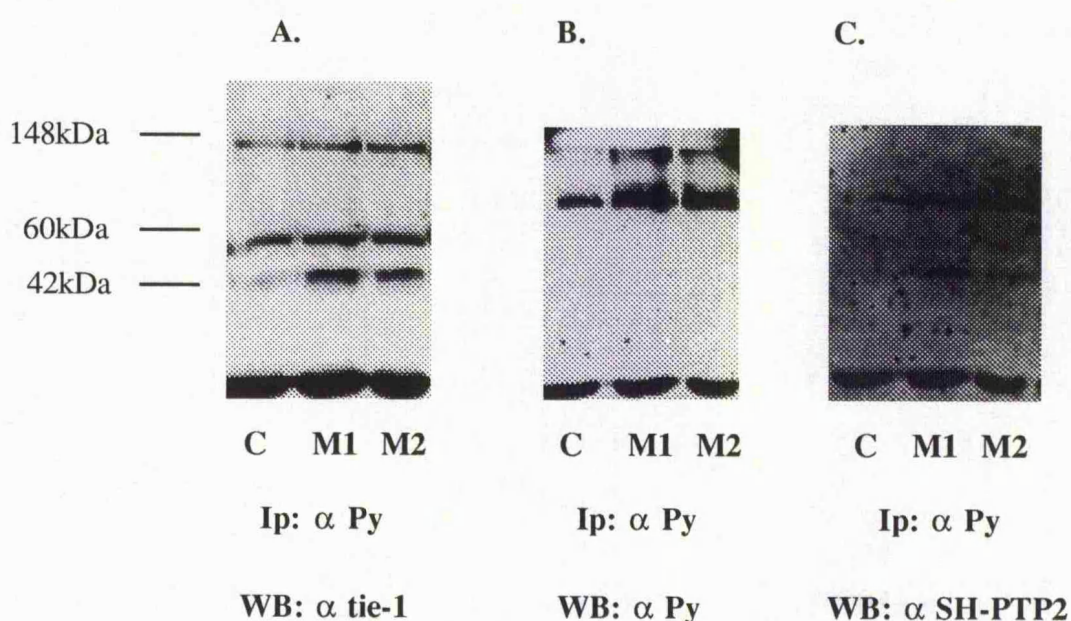 A. B. C.
148kDa
60kDa
42kDa
C M1 M2 C M1 M2 C M1 M2
Ip: α Py Ip: α Py Ip: α Py
WB: α tie-1 WB: α Py WB: α SH-PTP2